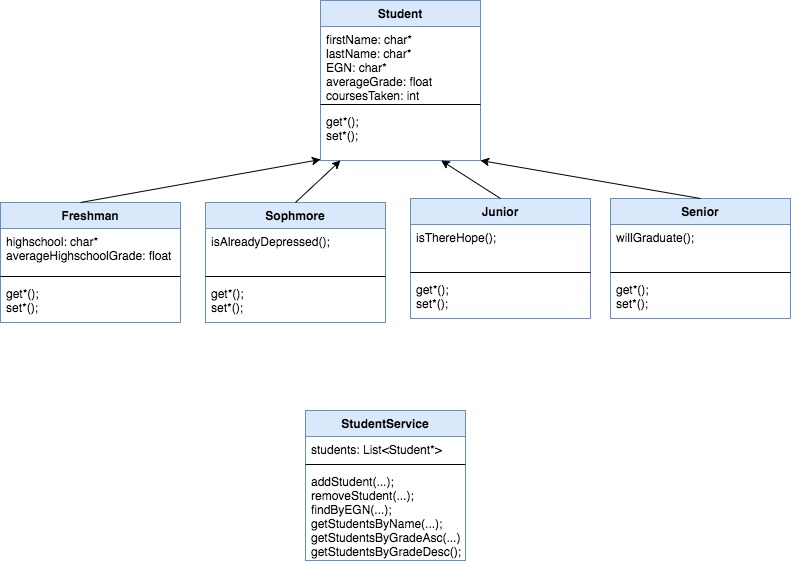 Student
firstName: char*
lastName: char*
EGN: char*
averageGrade: float
coursesTaken: int
get*();
set*();
Freshman
highschool: char*
averageHighschoolGrade: float
get*();
set*();
Sophmore
isAlreadyDepressed();
get*();
set*();
Junior
isThereHope();
get*();
set*();
Senior
willGraduate();
get*();
set*();
StudentService
students: List<Student*>
addStudent(...);
removeStudent(...);
findByEGN(...);
getStudentsByName(...);
getStudentsByGradeAsc(...)
getStudentsByGradeDesc();